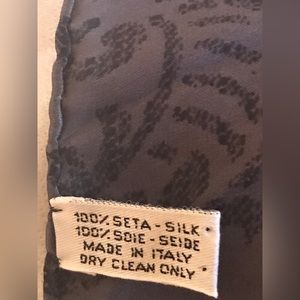 100% SETA - SILK
100% SOIE - SEIDE
MADE IN ITALY
DRY CLEAN ONLY